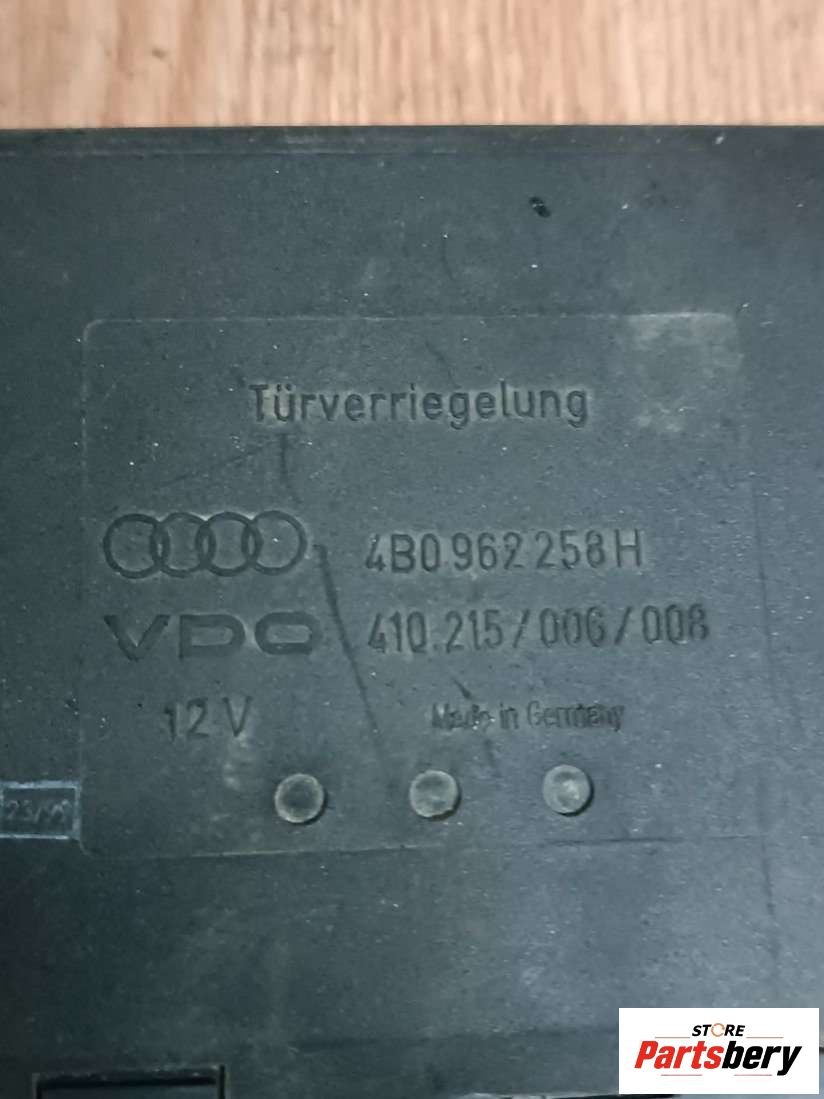 Türverriegelung
4B0 962 258 H
VDO 410.215/006/008
12 V Made in Germany
STORE
Partsbery